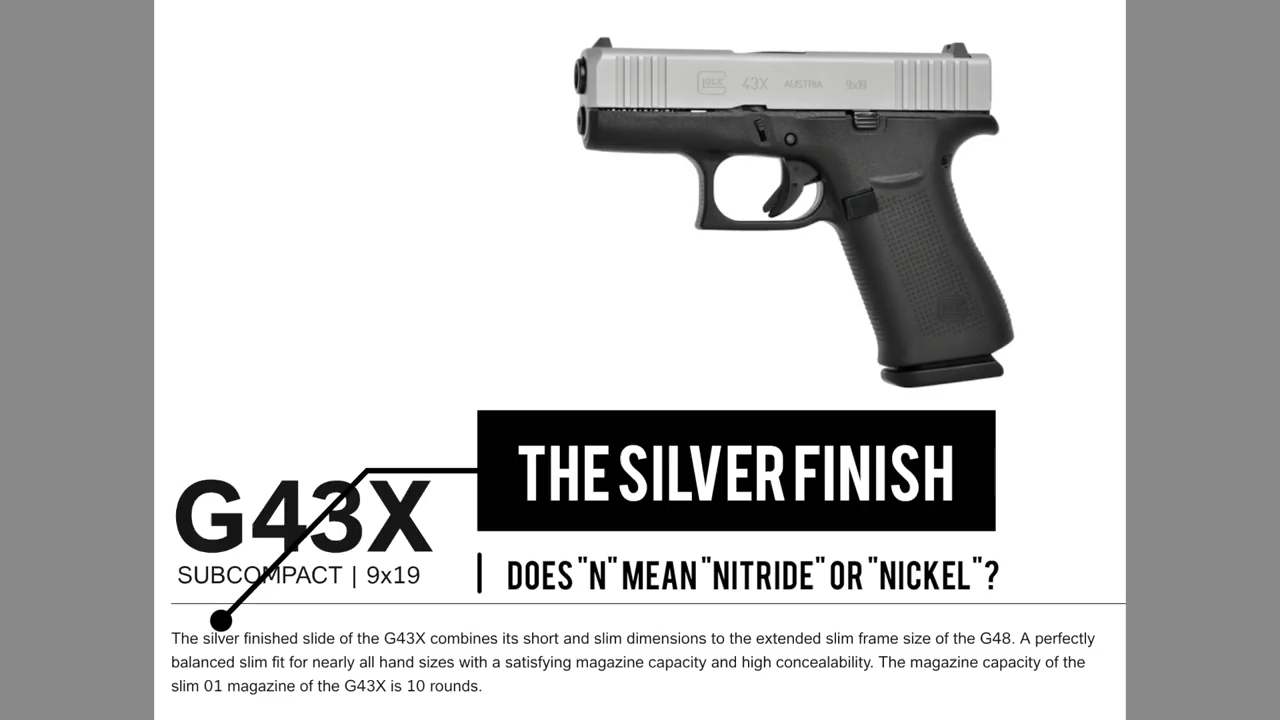 GLOCK 43X AUSTRIA 9x19
THE SILVER FINISH
G43X
SUBCOMPACT | 9x19
DOES "N" MEAN "NITRIDE" OR "NICKEL"?
The silver finished slide of the G43X combines its short and slim dimensions to the extended slim frame size of the G48. A perfectly
balanced slim fit for nearly all hand sizes with a satisfying magazine capacity and high concealability. The magazine capacity of the
slim 01 magazine of the G43X is 10 rounds.